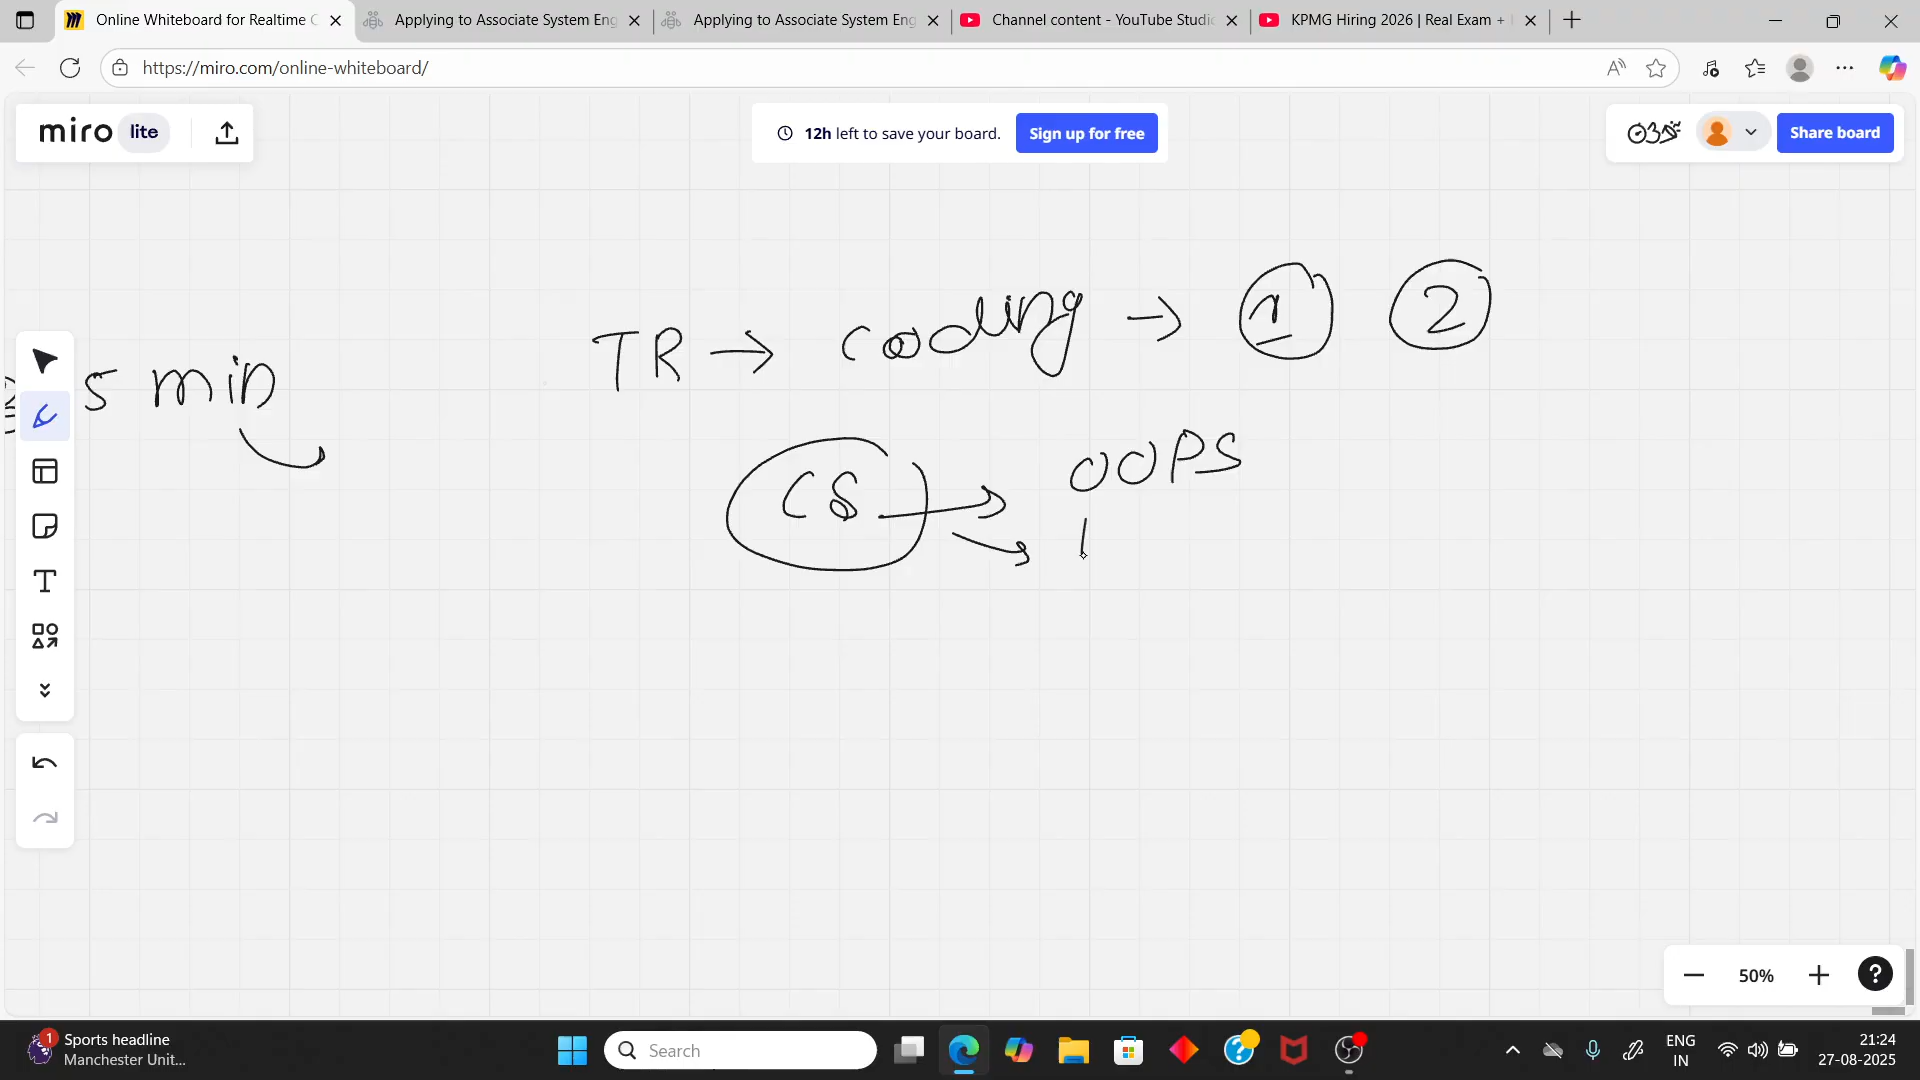 Online Whiteboard for Realtime C
Applying to Associate System Eng
Applying to Associate System Eng
Channel content - YouTube Studi
KPMG Hiring 2026 | Real Exam +
https://miro.com/online-whiteboard/
miro lite
12h left to save your board.
Sign up for free
Share board
TR → coding → 1 2
5 min
CS → OOPS
→
50%
Sports headline
Manchester Unit...
Search
ENG
IN
21:24
27-08-2025